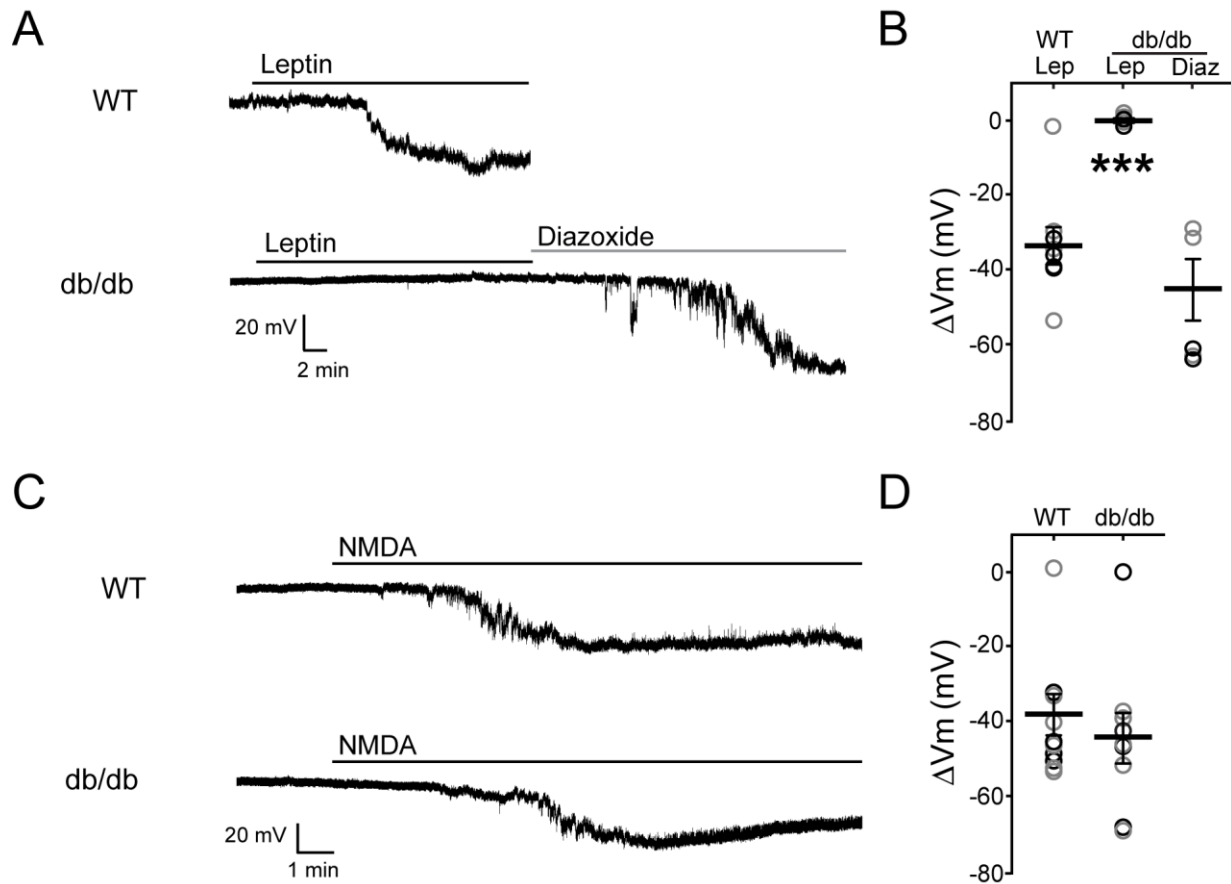 A
Leptin
WT
Leptin
Diazoxide
db/db
20 mV
2 min
B
WT db/db
Lep Lep Diaz
0
-20
-40
-60
-80
ΔVm (mV)
***
C
NMDA
WT
NMDA
db/db
20 mV
1 min
D
WT db/db
0
-20
-40
-60
-80
ΔVm (mV)